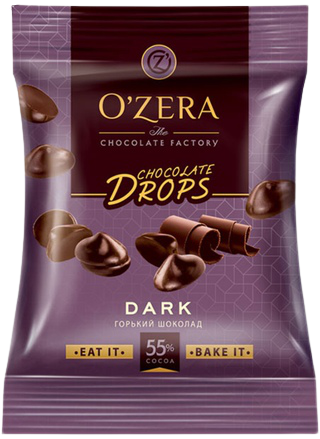 O'ZERA
The
CHOCOLATE FACTORY
CHOCOLATE
DROPS
DARK
ГОРЬКИЙ ШОКОЛАД
•EAT IT• 55% COCOA •BAKE IT•